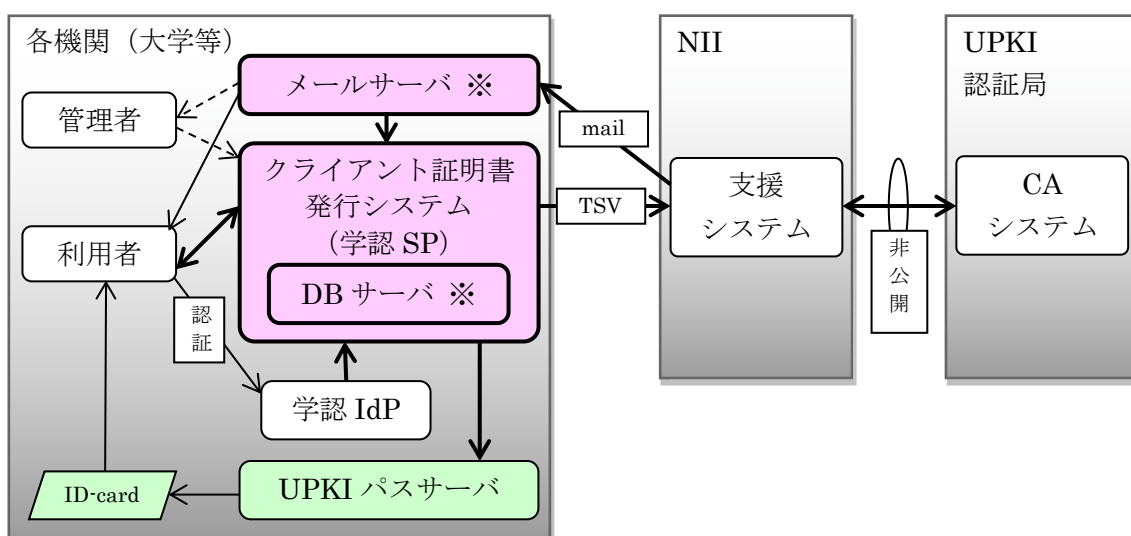 各機関（大学等）
メールサーバ ※
管理者
クライアント証明書
発行システム
（学認 SP）
DB サーバ ※
利用者
認証
学認 IdP
ID-card
UPKI パスサーバ
mail
TSV
NII
支援
システム
非公開
UPKI
認証局
CA
システム